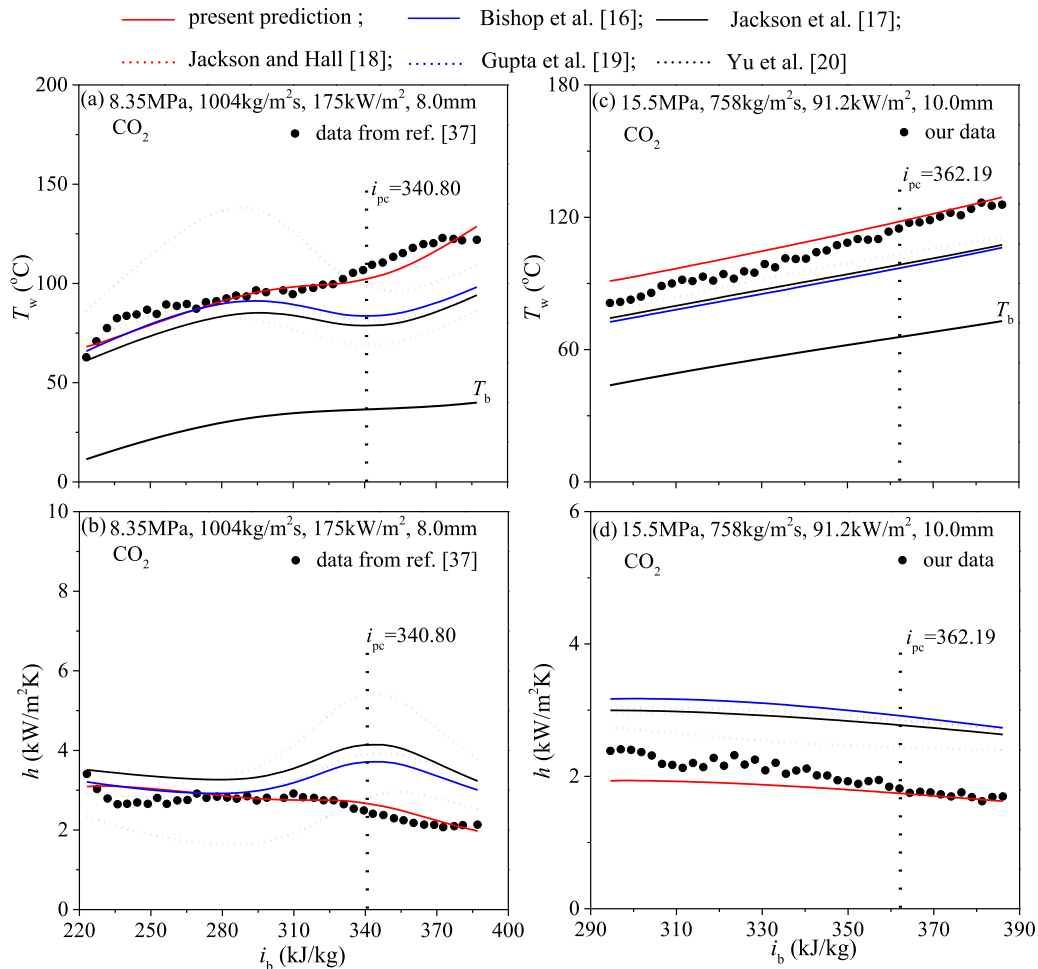 present prediction ; Bishop et al. [16]; Jackson et al. [17];
Jackson and Hall [18]; Gupta et al. [19]; Yu et al. [20]
(a) 8.35MPa, 1004kg/m²s, 175kW/m², 8.0mm
CO₂ data from ref. [37]
i_pc=340.80
T_b
T_w (°C)
200
150
100
50
0
(c) 15.5MPa, 758kg/m²s, 91.2kW/m², 10.0mm
CO₂ our data
i_pc=362.19
T_b
T_w (°C)
180
120
60
0
(b) 8.35MPa, 1004kg/m²s, 175kW/m², 8.0mm
CO₂ data from ref. [37]
i_pc=340.80
h (kW/m²K)
10
8
6
4
2
0
220 250 280 310 340 370 400
i_b (kJ/kg)
(d) 15.5MPa, 758kg/m²s, 91.2kW/m², 10.0mm
CO₂ our data
i_pc=362.19
h (kW/m²K)
6
4
2
0
290 310 330 350 370 390
i_b (kJ/kg)